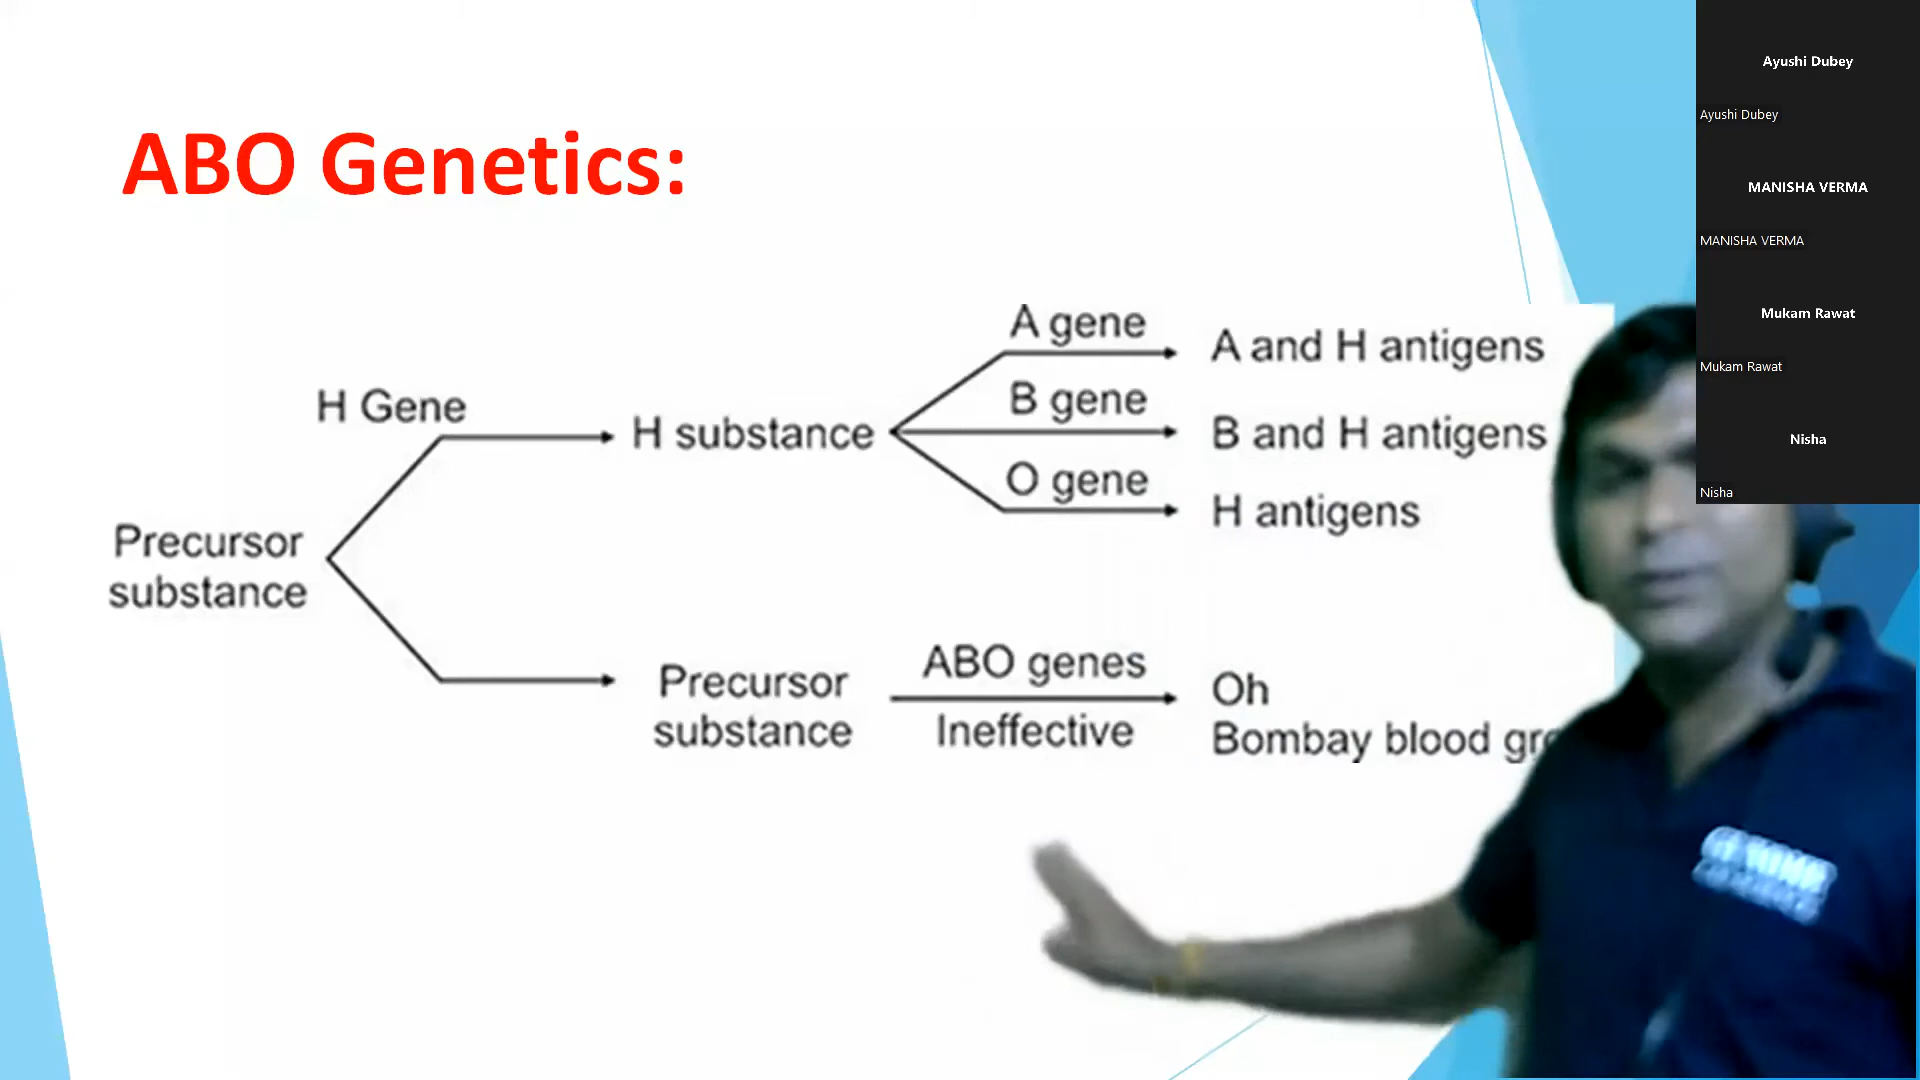 ABO Genetics:
A gene
A and H antigens
H Gene
B gene
H substance
B and H antigens
O gene
H antigens
Precursor
substance
ABO genes
Precursor
substance
Ineffective
Oh
Bombay blood
Ayushi Dubey
Ayushi Dubey
MANISHA VERMA
MANISHA VERMA
Mukam Rawat
Mukam Rawat
Nisha
Nisha